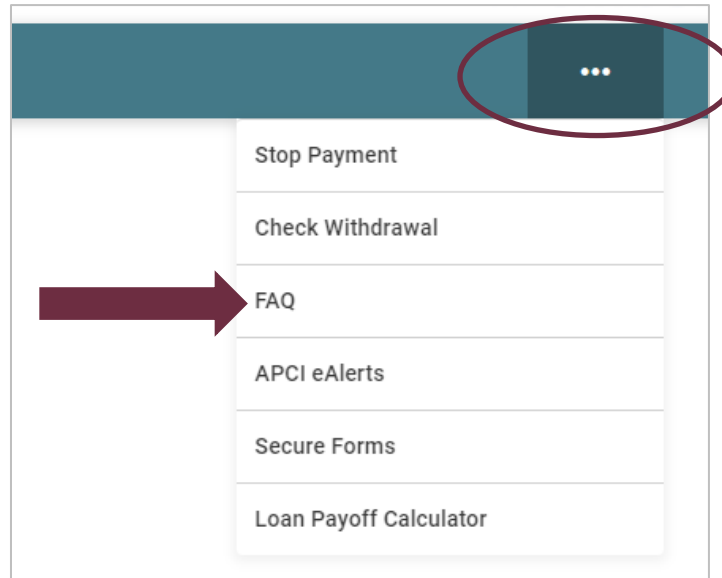 •••
Stop Payment
Check Withdrawal
FAQ
APCI eAlerts
Secure Forms
Loan Payoff Calculator